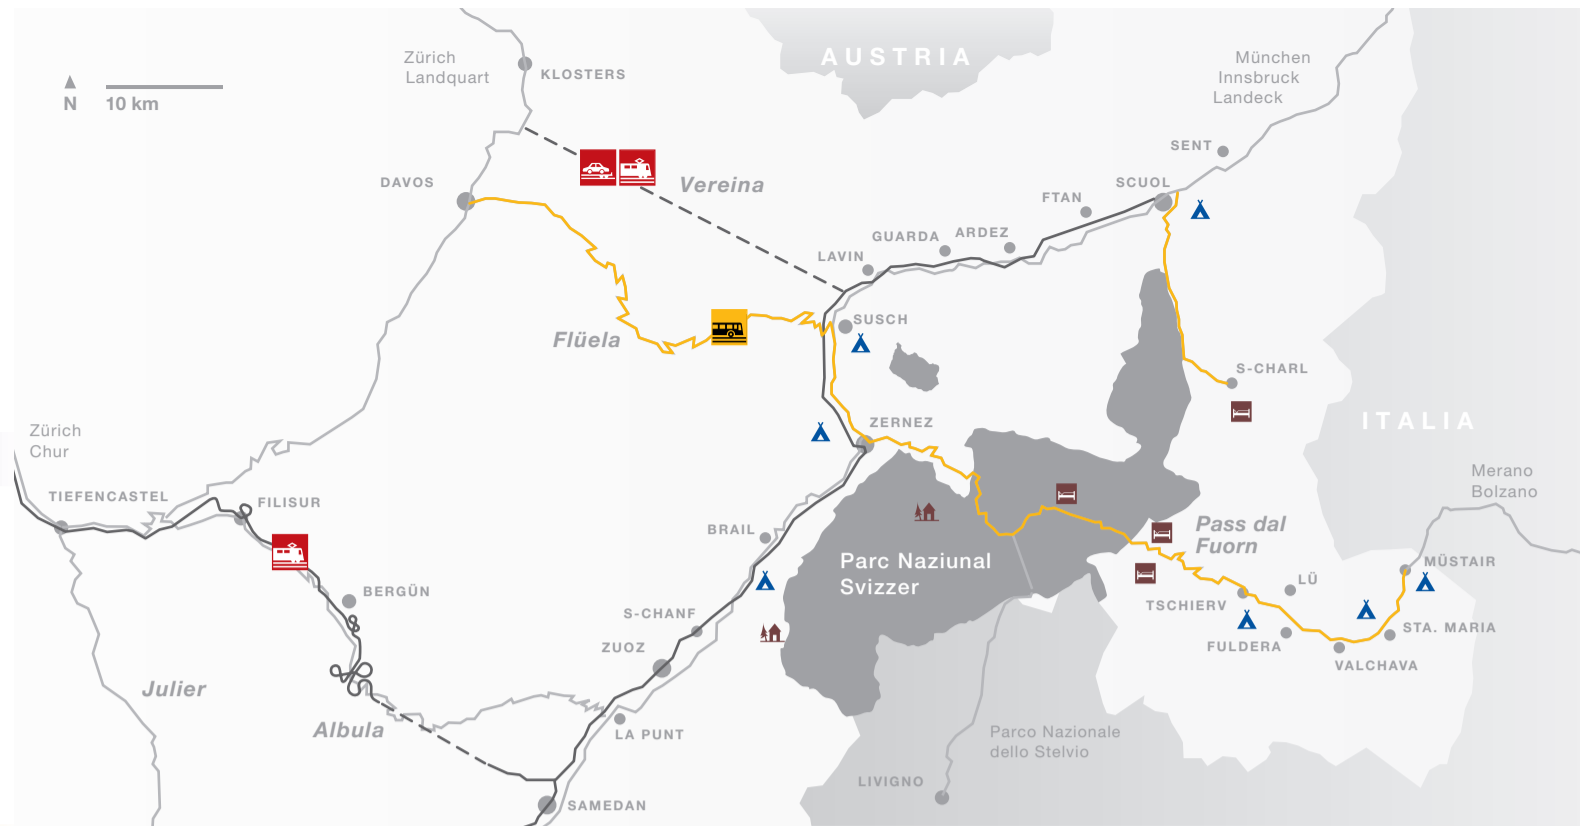 AUSTRIA
Zürich
Landquart
KLOSTERS
München
Innsbruck
Landeck
N
10 km
SENT
DAVOS
Vereina
SCUOL
FTAN
GUARDA
ARDEZ
LAVIN
SUSCH
Flüela
S-CHARL
ITALIA
Zürich
Chur
ZERNEZ
Merano
Bolzano
TIEFENCASTEL
FILISUR
BRAIL
Pass dal
Fuorn
Parc Naziunal
Svizzer
MÜSTAIR
LÜ
BERGÜN
TSCHIERV
S-CHANF
STA. MARIA
ZUOZ
FULDERA
VALCHAVA
Julier
Albula
LA PUNT
Parco Nazionale
dello Stelvio
LIVIGNO
SAMEDAN